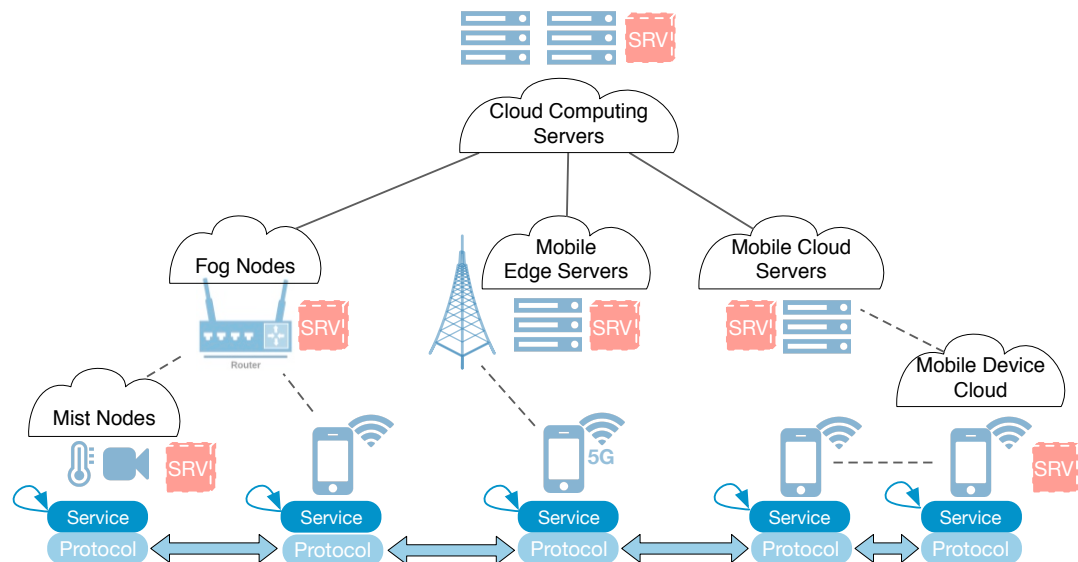 SRV
Cloud Computing
Servers
Fog Nodes
Mobile
Edge Servers
Mobile Cloud
Servers
SRV
SRV
SRV
Router
Mobile Device
Cloud
Mist Nodes
5G
SRV
SRV
Service
Service
Service
Service
Service
Protocol
Protocol
Protocol
Protocol
Protocol